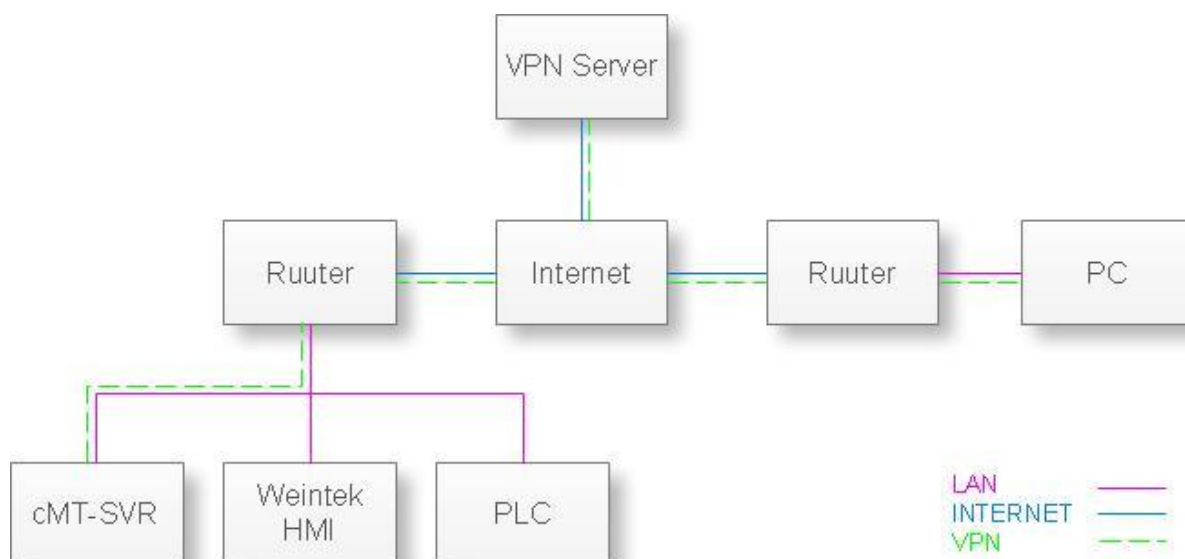 VPN Server
Ruuter
Internet
Ruuter
PC
cMT-SVR
Weintek
HMI
PLC
LAN
INTERNET
VPN